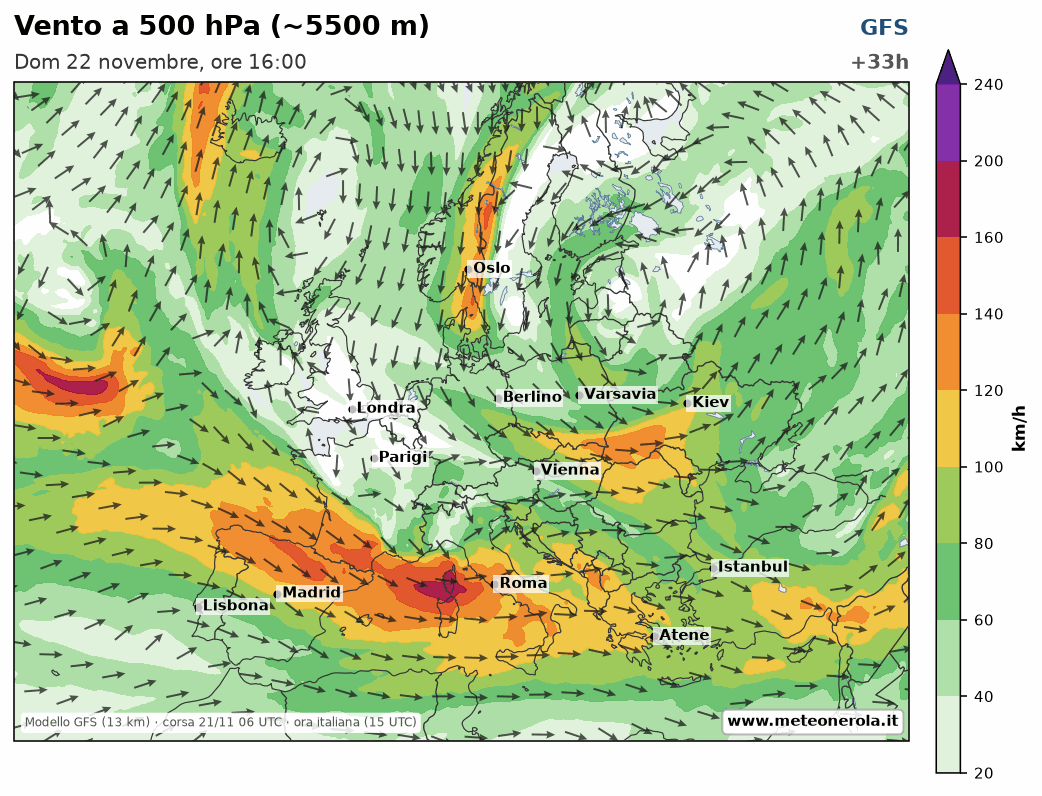 Vento a 500 hPa (~5500 m)
GFS
Dom 22 novembre, ore 16:00
+33h
240
200
160
140
120
100
80
60
40
20
km/h
Oslo
Berlino
Varsavia
Kiev
Londra
Parigi
Vienna
Istanbul
Roma
Madrid
Lisbona
Atene
Modello GFS (13 km) · corsa 21/11 06 UTC · ora italiana (15 UTC)
www.meteonerola.it